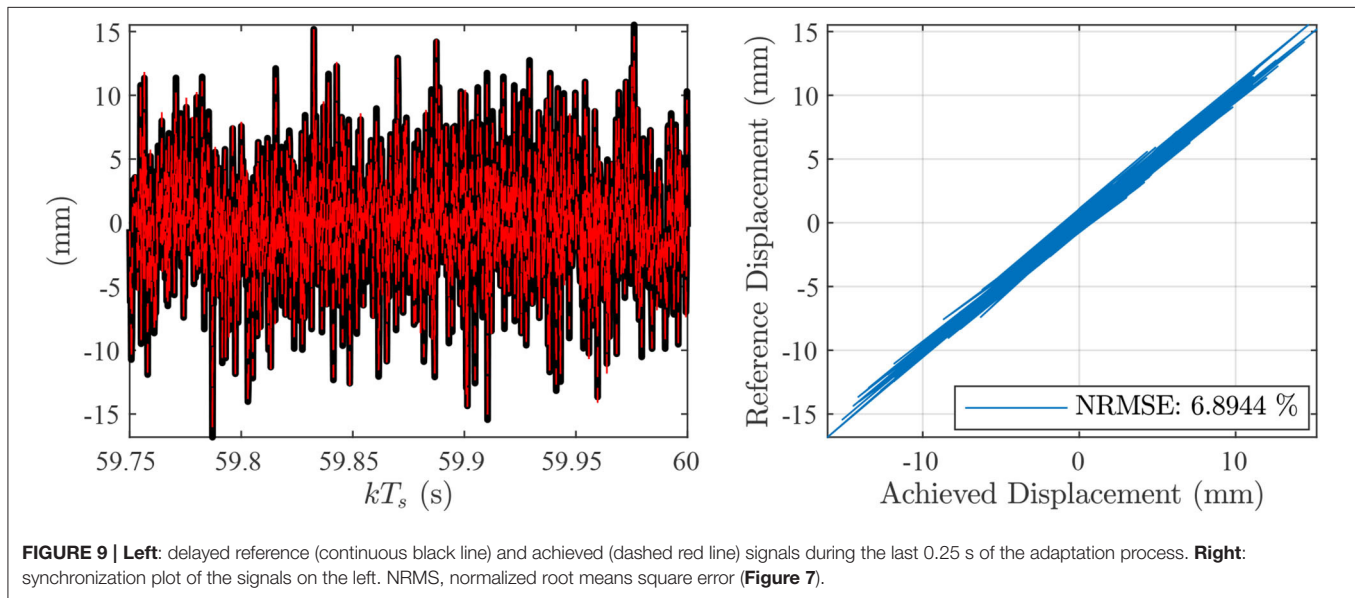 15
10
5
0
-5
-10
-15
(mm)
59.75 59.8 59.85 59.9 59.95 60
kTs (s)
15
10
5
0
-5
-10
-15
Reference Displacement (mm)
NRMSE: 6.8944 %
-10 0 10
Achieved Displacement (mm)
FIGURE 9 | Left: delayed reference (continuous black line) and achieved (dashed red line) signals during the last 0.25 s of the adaptation process. Right:
synchronization plot of the signals on the left. NRMS, normalized root means square error (Figure 7).